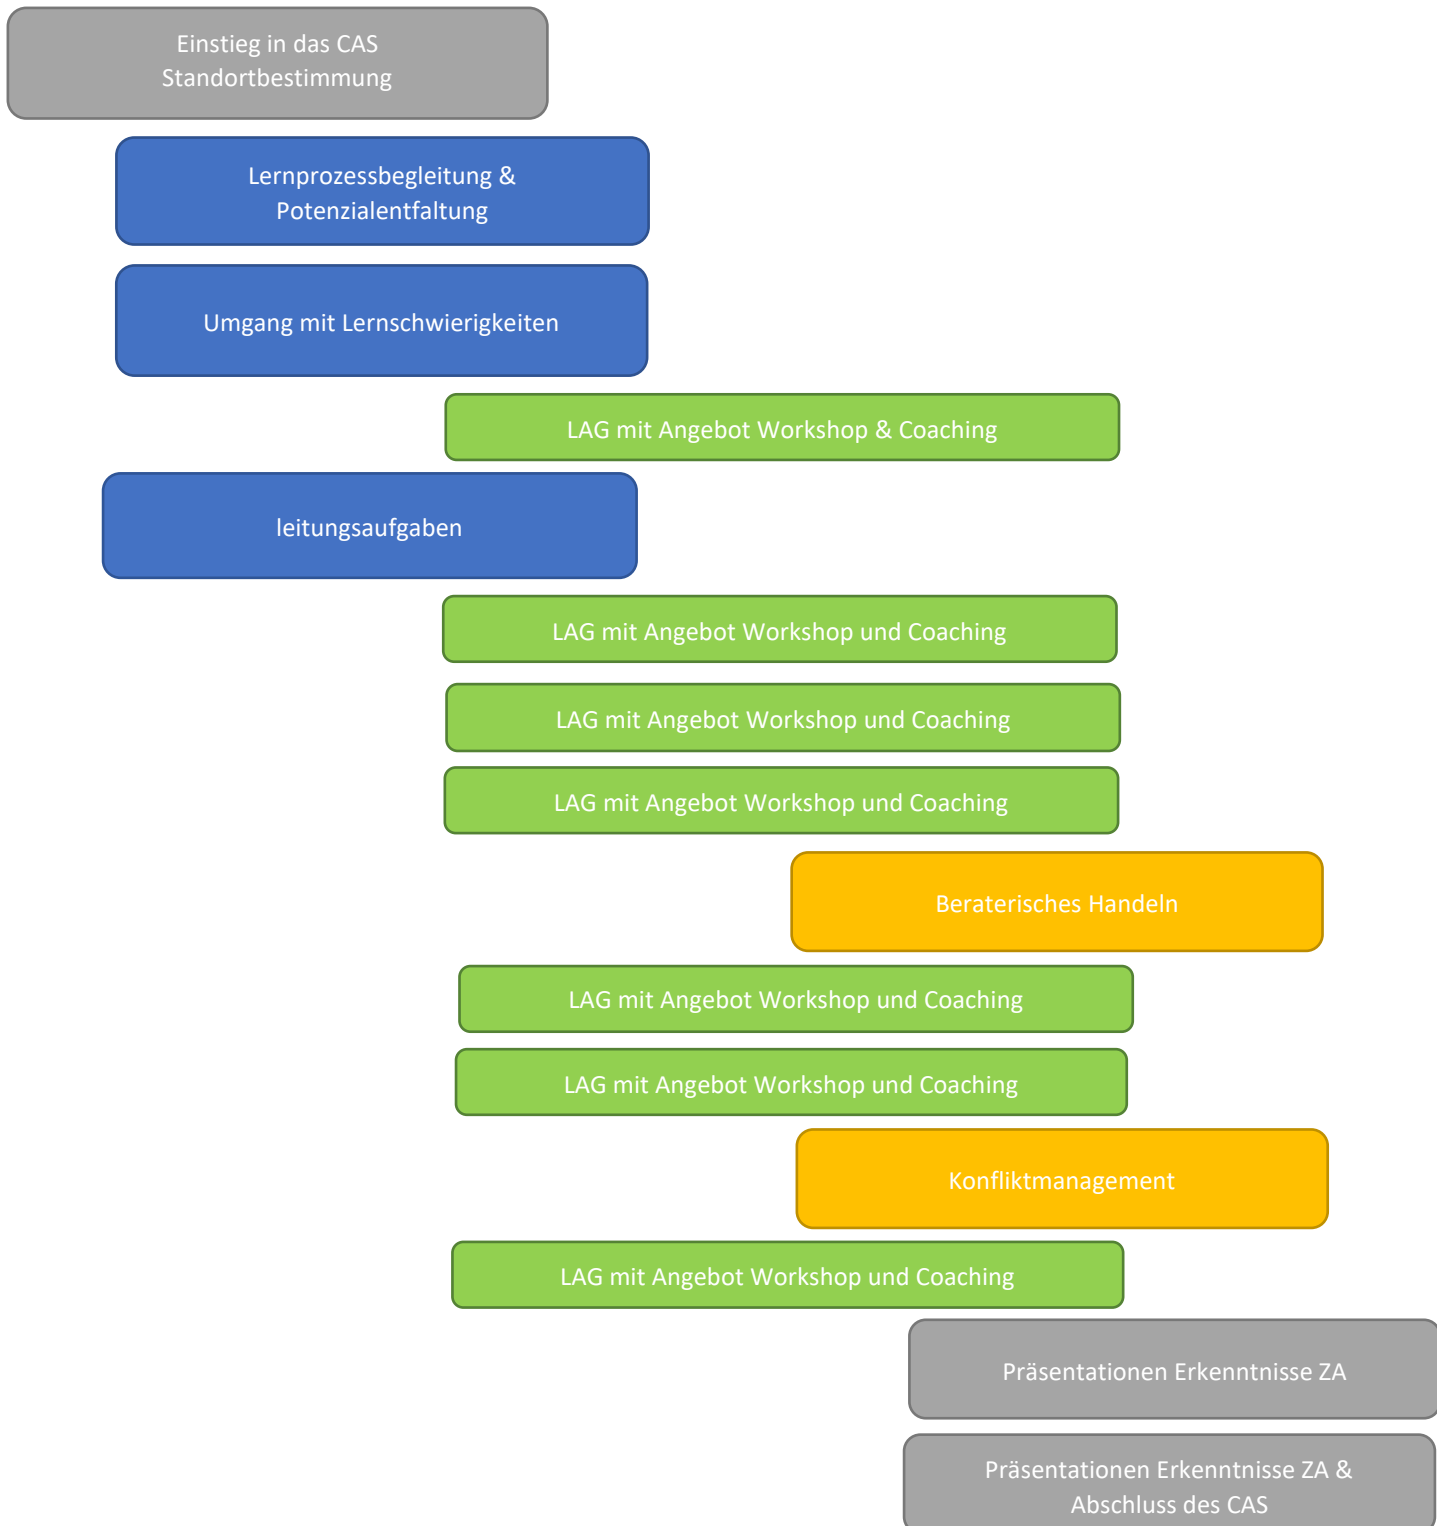 Einstieg in das CAS
Standortbestimmung
Lernprozessbegleitung &
Potenzialentfaltung
Umgang mit Lernschwierigkeiten
LAG mit Angebot Workshop & Coaching
leitungsaufgaben
LAG mit Angebot Workshop und Coaching
LAG mit Angebot Workshop und Coaching
LAG mit Angebot Workshop und Coaching
Beraterisches Handeln
LAG mit Angebot Workshop und Coaching
LAG mit Angebot Workshop und Coaching
Konfliktmanagement
LAG mit Angebot Workshop und Coaching
Präsentationen Erkenntnisse ZA
Präsentationen Erkenntnisse ZA &
Abschluss des CAS